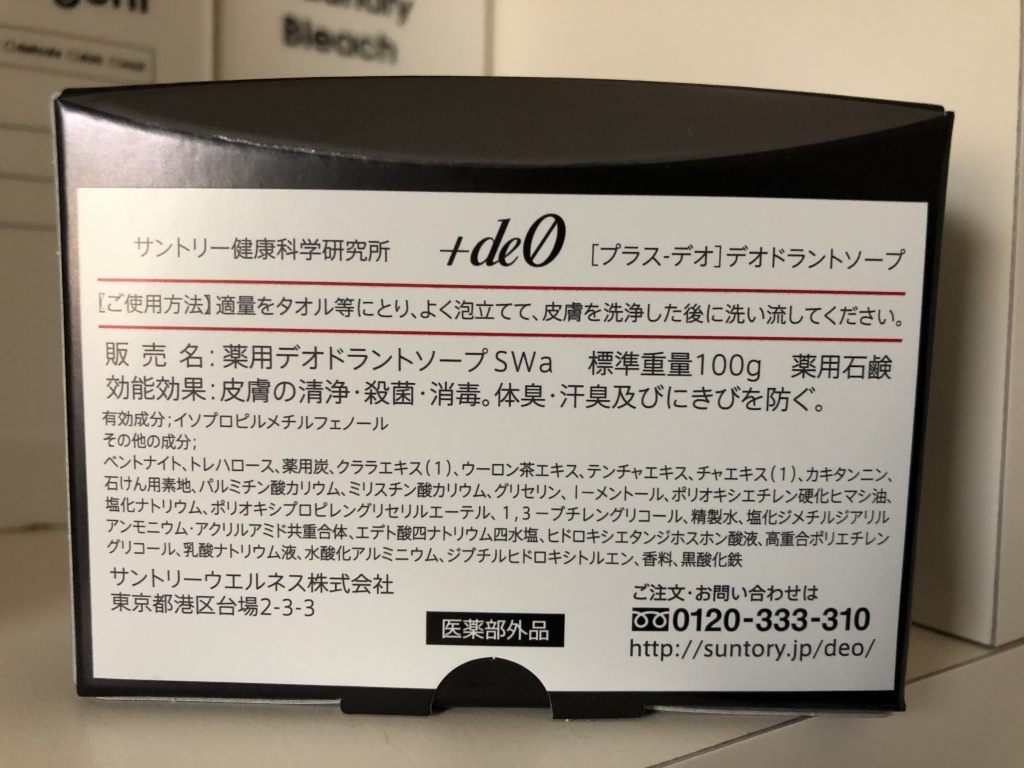 Bleach
サントリー健康科学研究所 +de0 [プラス-デオ]デオドラントソープ
【ご使用方法】適量をタオル等にとり、よく泡立てて、皮膚を洗浄した後に洗い流してください。
販売名:薬用デオドラントソープSWa 標準重量100g 薬用石鹸
効能効果:皮膚の清浄・殺菌・消毒。体臭・汗臭及びにきびを防ぐ。
有効成分;イソプロピルメチルフェノール
その他の成分;
ベントナイト、トレハロース、薬用炭、クララエキス(1)、ウーロン茶エキス、テンチャエキス、チャエキス(1)、カキタンニン、
石けん用素地、パルミチン酸カリウム、ミリスチン酸カリウム、グリセリン、l-メントール、ポリオキシエチレン硬化ヒマシ油、
塩化ナトリウム、ポリオキシプロピレングリセリルエーテル、1,3-ブチレングリコール、精製水、塩化ジメチルジアリル
アンモニウム・アクリルアミド共重合体、エデト酸四ナトリウム四水塩、ヒドロキシエタンジホスホン酸液、高重合ポリエチレン
グリコール、乳酸ナトリウム液、水酸化アルミニウム、ジブチルヒドロキシトルエン、香料、黒酸化鉄
サントリーウエルネス株式会社
東京都港区台場2-3-3
医薬部外品
ご注文・お問い合わせは
0120-333-310
http://suntory.jp/deo/